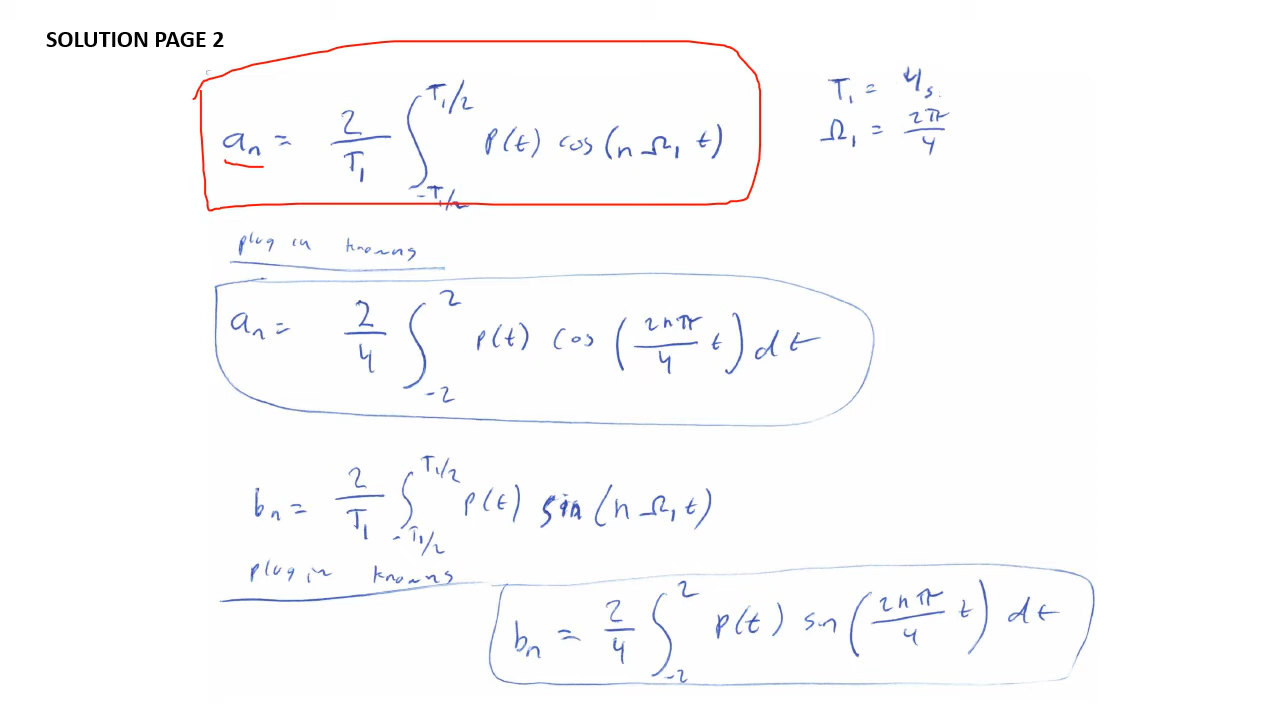 SOLUTION PAGE 2
aₙ = 2/T₁ ∫_{-T₁/2}^{T₁/2} P(t) cos(n Ω₁ t)
T₁ = 4s.
Ω₁ = 2π/4
plug in knowns
aₙ = 2/4 ∫_{-2}^{2} P(t) cos(2nπ/4 t) dt
bₙ = 2/T₁ ∫_{-T₁/2}^{T₁/2} P(t) sin(n Ω₁ t)
plug in knowns
bₙ = 2/4 ∫_{-2}^{2} P(t) sin(2nπ/4 t) dt